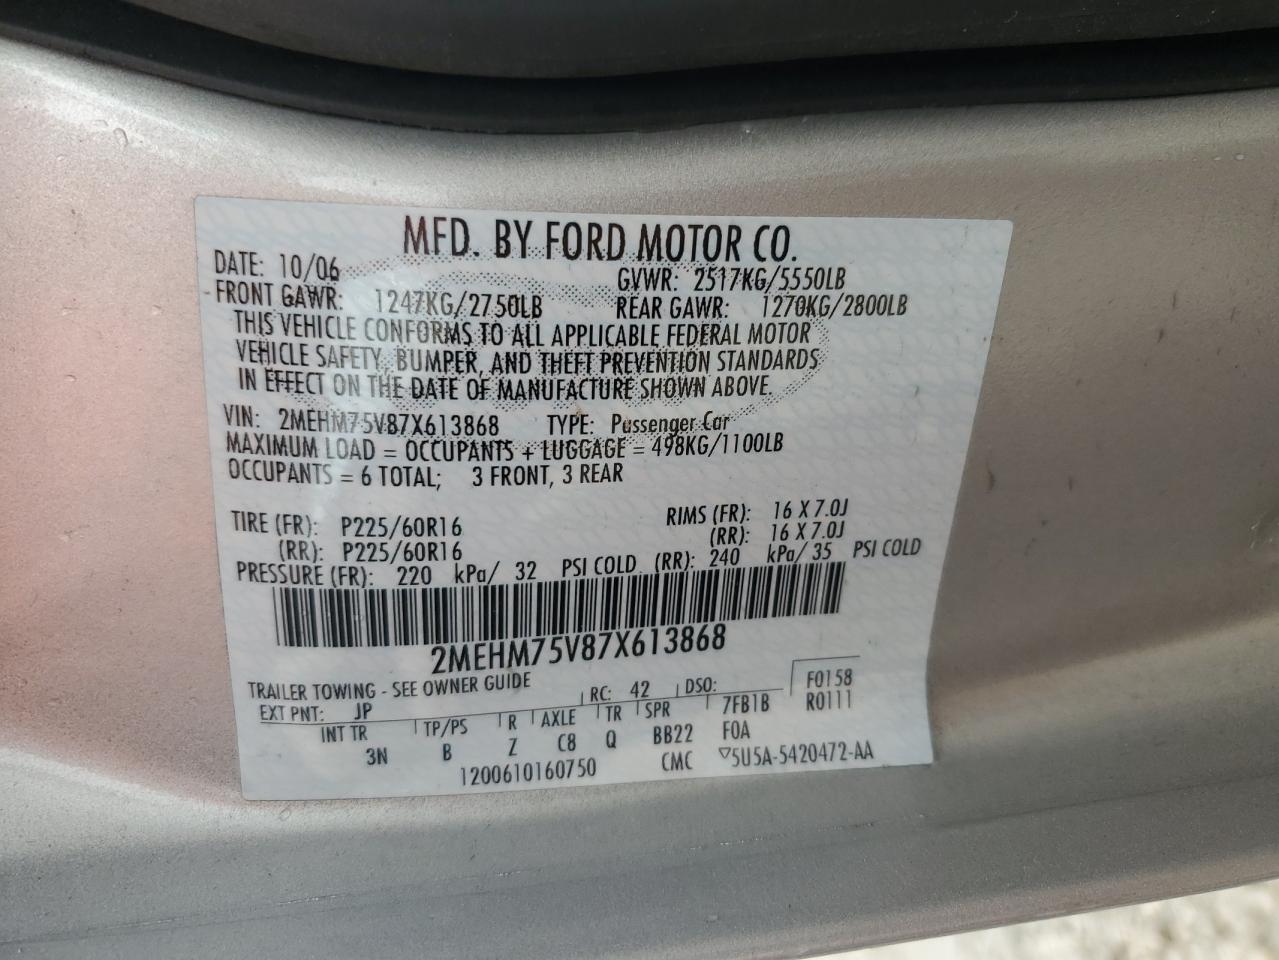 MFD. BY FORD MOTOR CO.
DATE: 10/06 GVWR: 2517KG/5550LB
FRONT GAWR: 1247KG/2750LB REAR GAWR: 1270KG/2800LB
THIS VEHICLE CONFORMS TO ALL APPLICABLE FEDERAL MOTOR
VEHICLE SAFETY, BUMPER, AND THEFT PREVENTION STANDARDS
IN EFFECT ON THE DATE OF MANUFACTURE SHOWN ABOVE.
VIN: 2MEHM75V87X613868 TYPE: Passenger Car
MAXIMUM LOAD = OCCUPANTS + LUGGAGE = 498KG/1100LB
OCCUPANTS = 6 TOTAL; 3 FRONT, 3 REAR
TIRE (FR): P225/60R16 RIMS (FR): 16 X 7.0J
(RR): P225/60R16 (RR): 16 X 7.0J
PRESSURE (FR): 220 kPa/ 32 PSI COLD (RR): 240 kPa/ 35 PSI COLD
2MEHM75V87X613868
TRAILER TOWING - SEE OWNER GUIDE F0158
EXT PNT: JP RC: 42 DSO: R0111
INT TR TP/PS R AXLE TR SPR 7FB1B
3N B Z C8 Q BB22 F0A
1200610160750 CMC ▽5U5A-5420472-AA